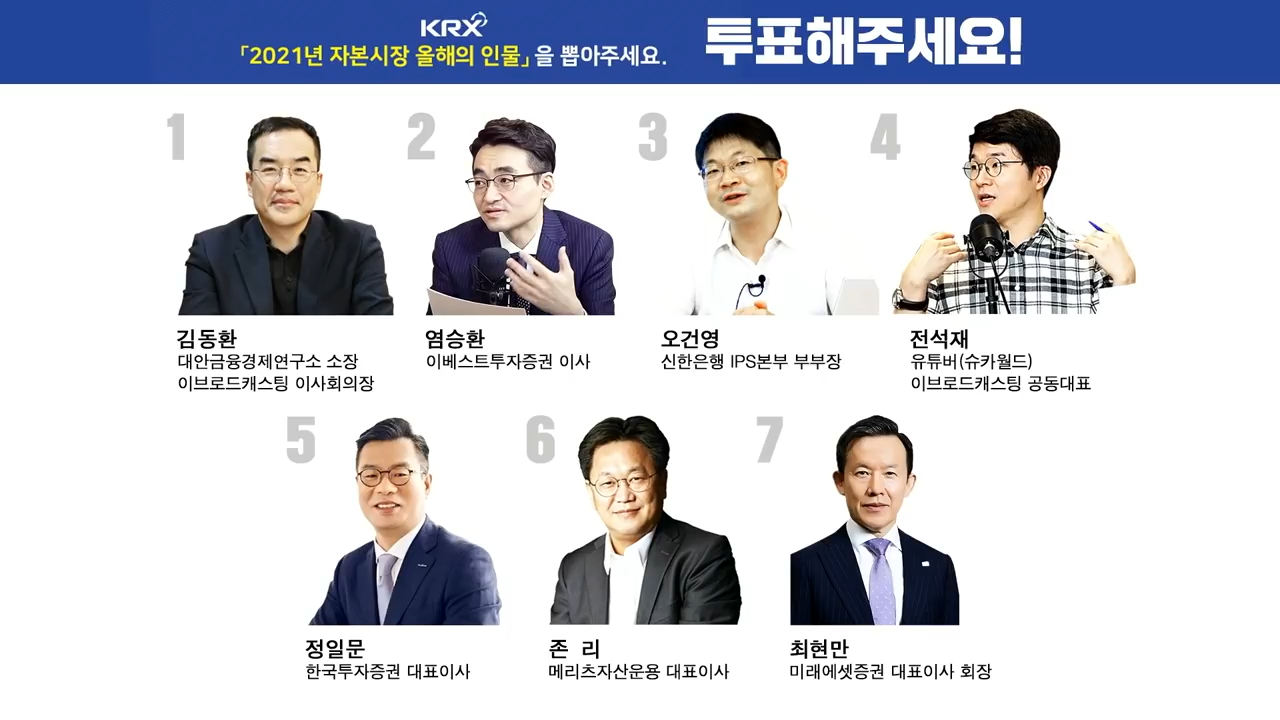 KRX
「2021년 자본시장 올해의 인물」을 뽑아주세요.
투표해주세요!
1
김동환
대안금융경제연구소 소장
이브로드캐스팅 이사회의장
2
염승환
이베스트투자증권 이사
3
오건영
신한은행 IPS본부 부부장
4
전석재
유튜버(슈카월드)
이브로드캐스팅 공동대표
5
정일문
한국투자증권 대표이사
6
존 리
메리츠자산운용 대표이사
7
최현만
미래에셋증권 대표이사 회장